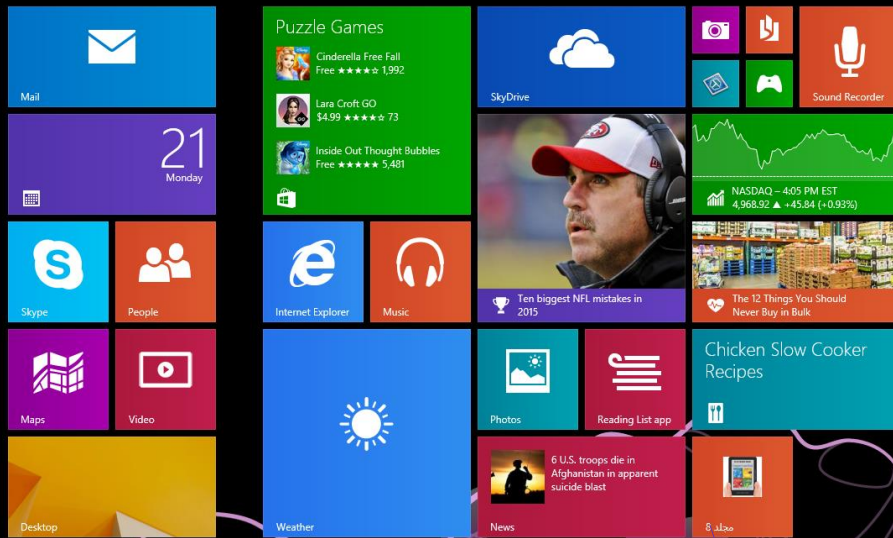 Mail
21
Monday
Skype
People
Maps
Video
Desktop
Puzzle Games
Cinderella Free Fall
Free ★★★★☆ 1,992
Lara Croft GO
$4.99 ★★★★☆ 73
Inside Out Thought Bubbles
Free ★★★★★ 5,481
Internet Explorer
Music
Weather
SkyDrive
Ten biggest NFL mistakes in
2015
Photos
Reading List app
6 U.S. troops die in
Afghanistan in apparent
suicide blast
News
Sound Recorder
NASDAQ – 4:05 PM EST
4,968.92 ▲ +45.84 (+0.93%)
The 12 Things You Should
Never Buy in Bulk
Chicken Slow Cooker
Recipes
مجلد 8